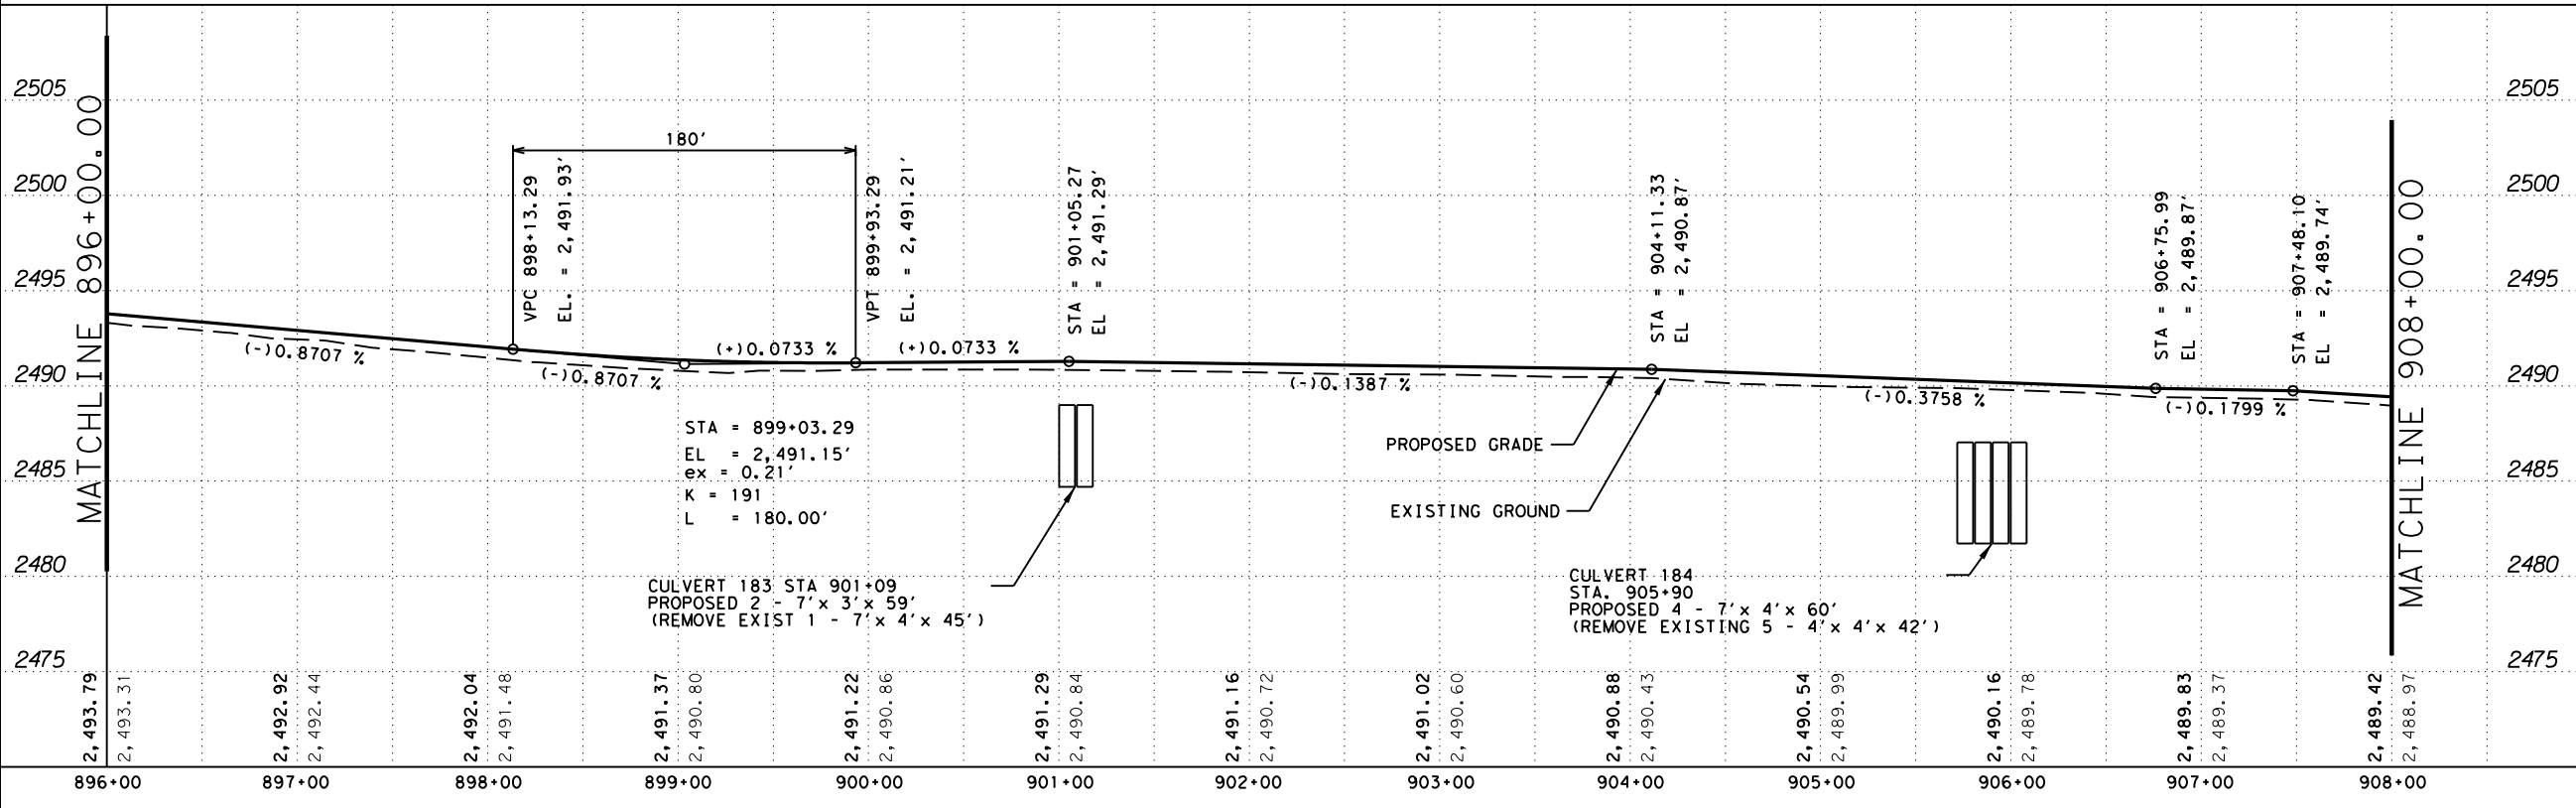 2505
2500
2495
2490
2485
2480
2475
MATCHLINE 896+00.00
180'
VPC 898+13.29
EL. = 2,491.93'
VPT 899+93.29
EL. = 2,491.21'
STA = 901+05.27
EL = 2,491.29'
STA = 904+11.33
EL = 2,490.87'
STA = 906+75.99
EL = 2,489.87'
STA = 907+48.10
EL = 2,489.74'
MATCHLINE 908+00.00
2505
2500
2495
2490
2485
2480
2475
(-)0.8707 %
(-)0.8707 %
(+)0.0733 %
(+)0.0733 %
(-)0.1387 %
(-)0.3758 %
(-)0.1799 %
STA = 899+03.29
EL = 2,491.15'
ex = 0.21'
K = 191
L = 180.00'
PROPOSED GRADE
EXISTING GROUND
CULVERT 183 STA 901+09
PROPOSED 2 - 7'x 3'x 59'
(REMOVE EXIST 1 - 7'x 4'x 45')
CULVERT 184
STA. 905+90
PROPOSED 4 - 7'x 4'x 60'
(REMOVE EXISTING 5 - 4'x 4'x 42')
2,493.79
2,493.31
2,492.92
2,492.44
2,492.04
2,491.48
2,491.37
2,490.80
2,491.22
2,490.86
2,491.29
2,490.84
2,491.16
2,490.72
2,491.02
2,490.60
2,490.88
2,490.43
2,490.54
2,489.99
2,490.16
2,489.78
2,489.83
2,489.37
2,489.42
2,488.97
896+00
897+00
898+00
899+00
900+00
901+00
902+00
903+00
904+00
905+00
906+00
907+00
908+00